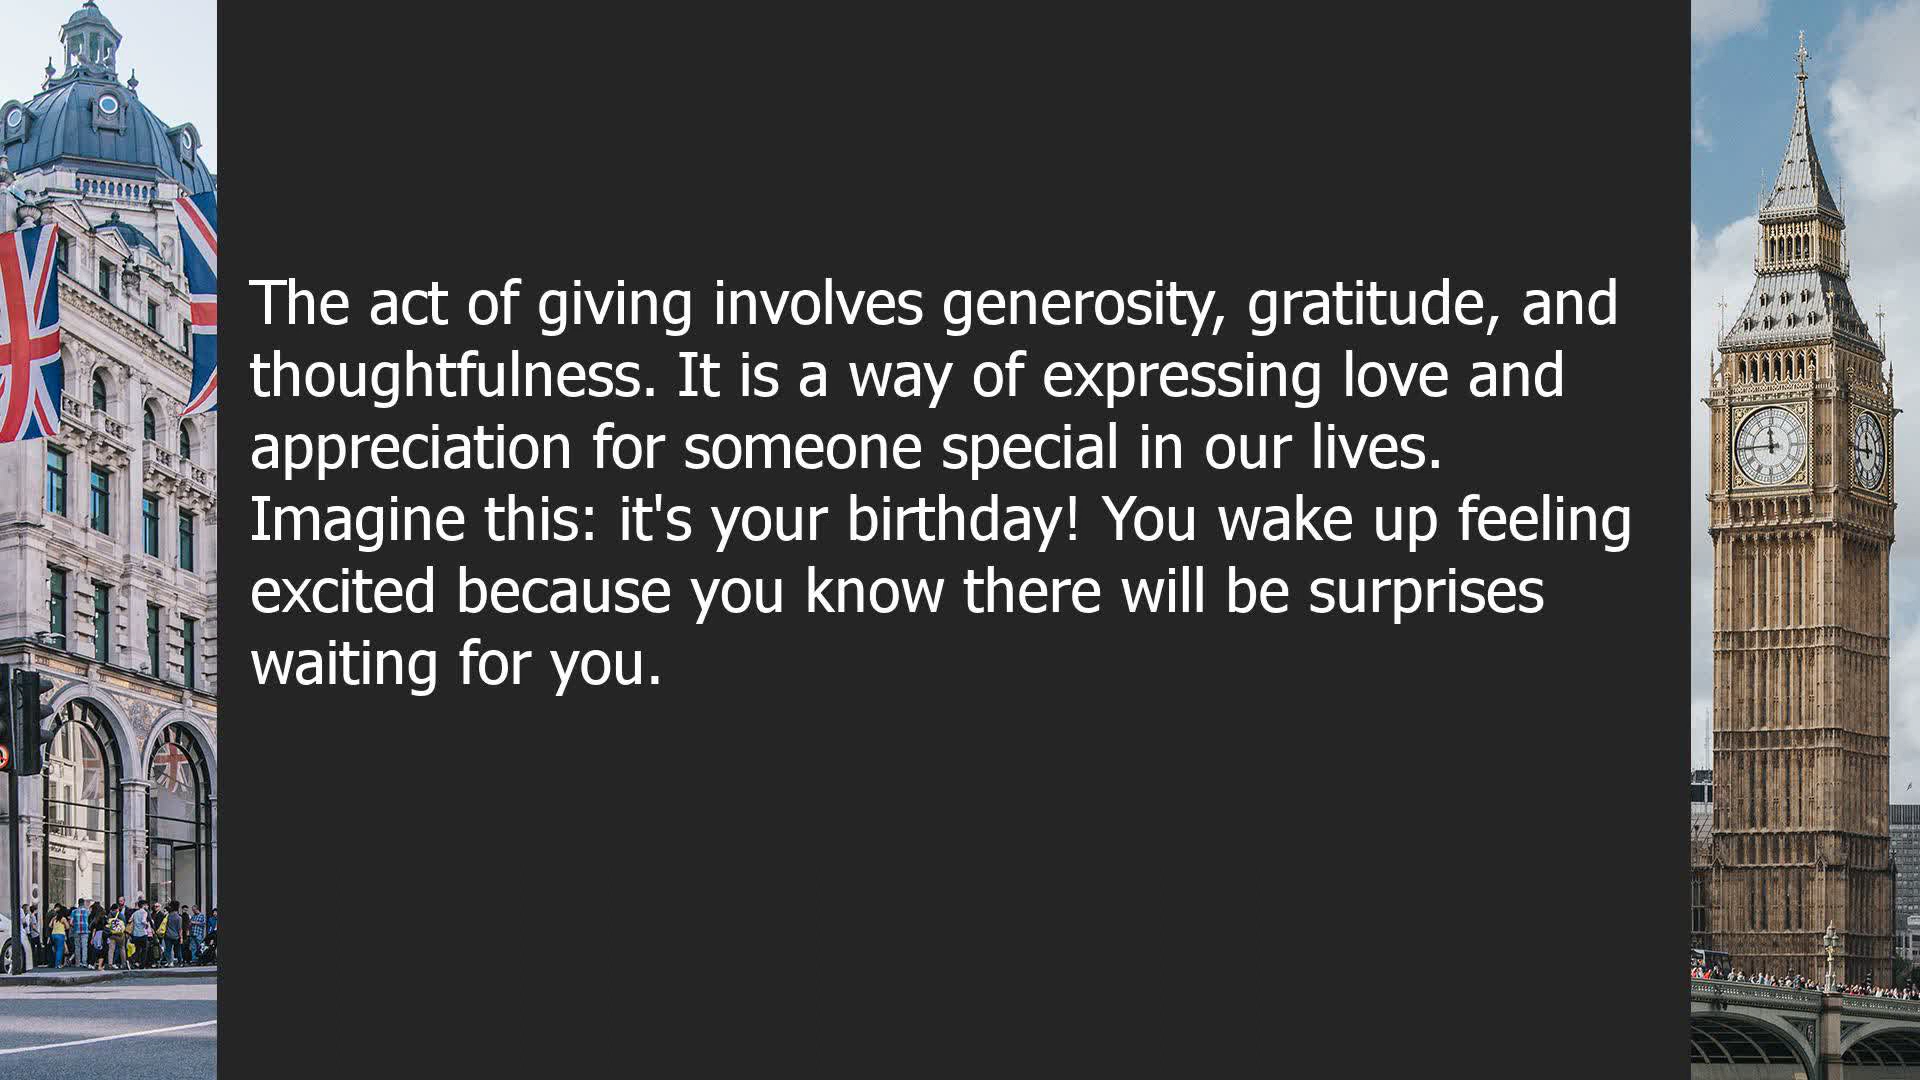 The act of giving involves generosity, gratitude, and
thoughtfulness. It is a way of expressing love and
appreciation for someone special in our lives.
Imagine this: it's your birthday! You wake up feeling
excited because you know there will be surprises
waiting for you.